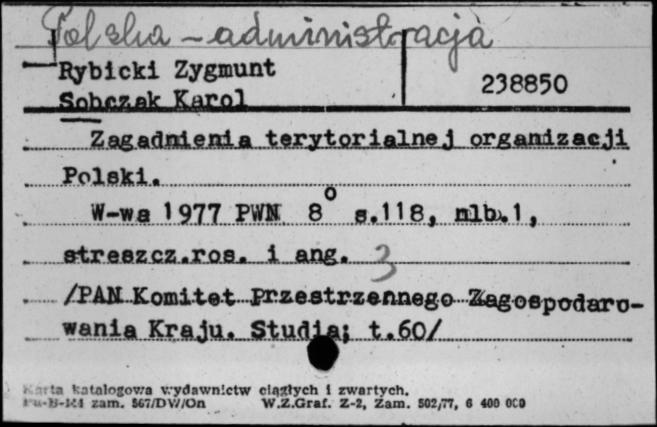 Polska - administracja
Rybicki Zygmunt
238850
Sobczak Karol
Zagadnienia terytorialnej organizacji
Polski.
W-wa 1977 PWN 8° s.118, nlb.1,
streszcz.ros. i ang. 3
/PAN Komitet Przestrzennego Zagospodaro-
wania Kraju. Studia; t.60/
Karta katalogowa wydawnictw ciągłych i zwartych.
zam. 567/DW/On W.Z.Graf. Z-2, Zam. 502/77, 6 400 000